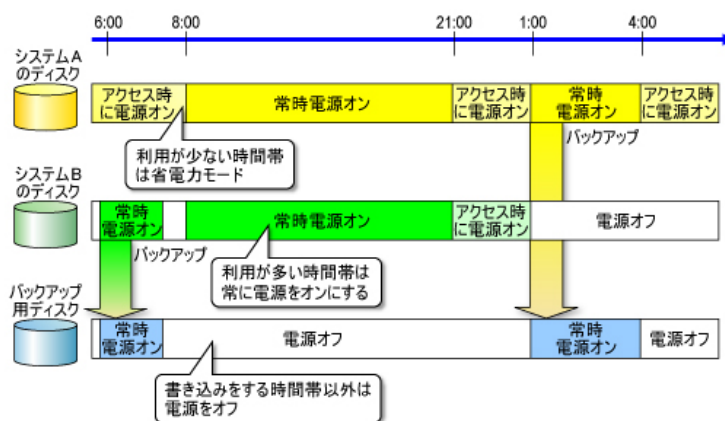 6:00 8:00 21:00 1:00 4:00
システムA
のディスク
アクセス時
に電源オン
常時電源オン
アクセス時
に電源オン
常時
電源オン
アクセス時
に電源オン
利用が少ない時間帯
は省電力モード
バックアップ
システムB
のディスク
常時
電源オン
常時電源オン
アクセス時
に電源オン
電源オフ
バックアップ
利用が多い時間帯は
常に電源をオンにする
バックアップ
用ディスク
常時
電源オン
電源オフ
常時
電源オン
電源オフ
書き込みをする時間帯以外は
電源をオフ